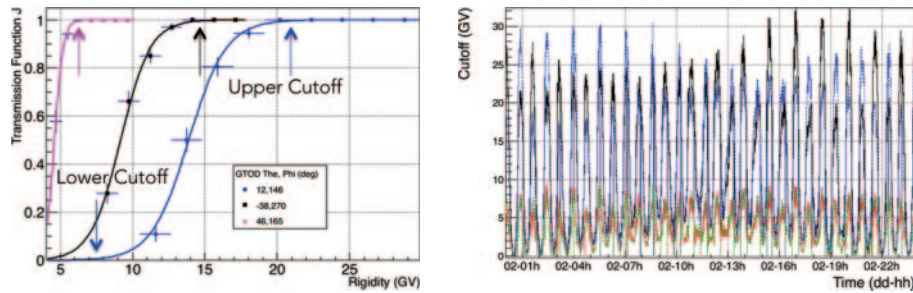 Transmission Function J
1
0.8
0.6
0.4
0.2
0
Upper Cutoff
Lower Cutoff
GTOD The, Phi (deg)
12,146
-38,270
46,165
5 10 15 20 25
Rigidity (GV)
Cutoff (GV)
30
25
20
15
10
5
0
02-01h 02-04h 02-07h 02-10h 02-13h 02-16h 02-19h 02-22h
Time (dd-hh)